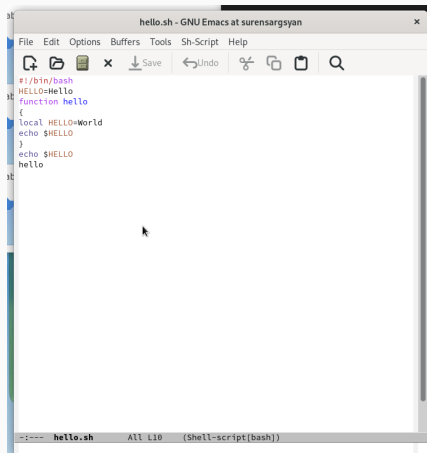 hello.sh - GNU Emacs at surensargsyan
File Edit Options Buffers Tools Sh-Script Help
Save Undo
#!/bin/bash
HELLO=Hello
function hello
{
local HELLO=World
echo $HELLO
}
echo $HELLO
hello
-:--- hello.sh All L10 (Shell-script[bash])